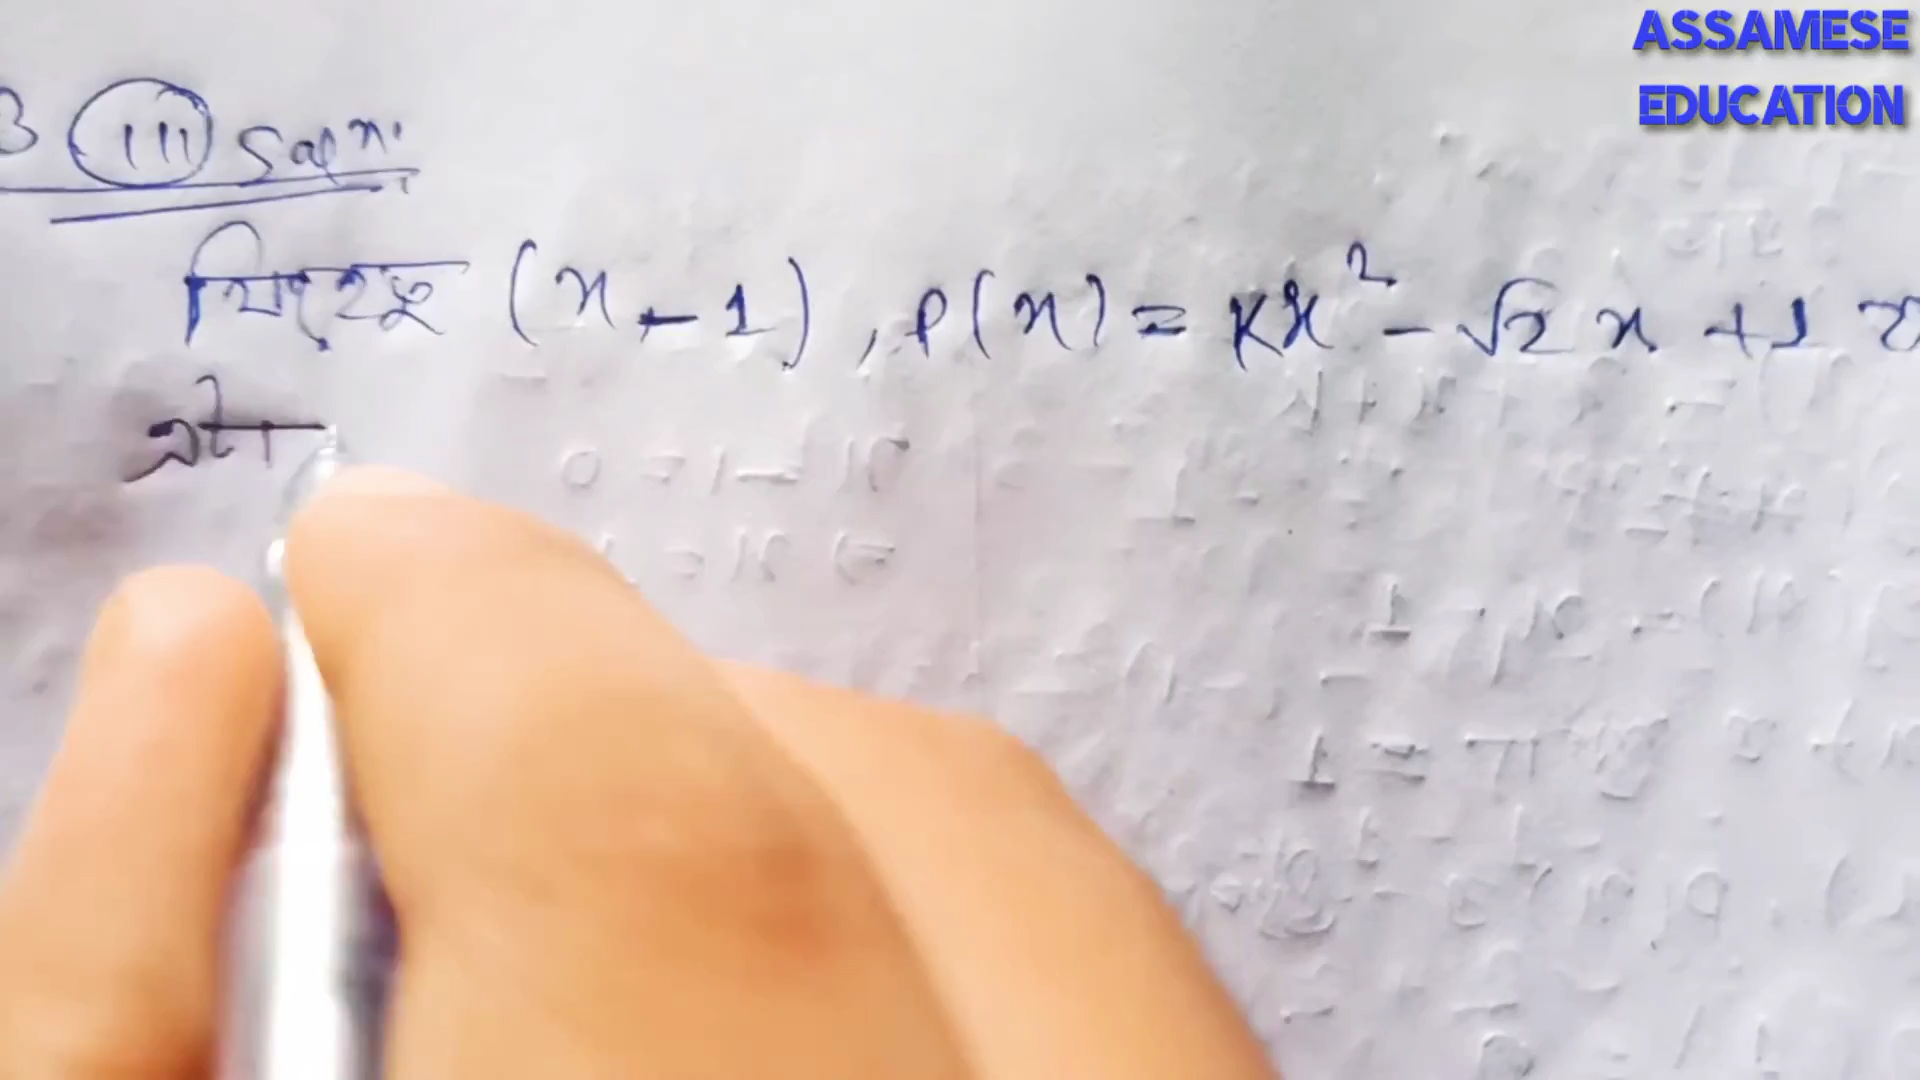 ASSAMESE
EDUCATION
3 (iii) Solⁿ.
যিহেতু (x - 1), p(x) = kx² - √2 x + 1